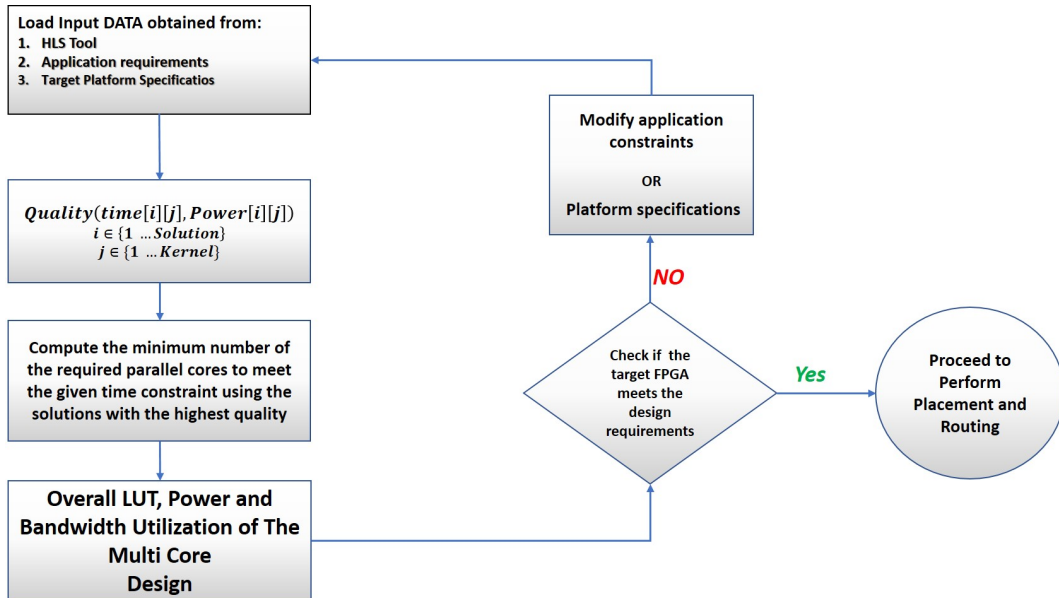 Load Input DATA obtained from:
1. HLS Tool
2. Application requirements
3. Target Platform Specificatios
Quality(time[i][j],Power[i][j])
i ∈ {1 ...Solution}
j ∈ {1 ...Kernel}
Compute the minimum number of
the required parallel cores to meet
the given time constraint using the
solutions with the highest quality
Overall LUT, Power and
Bandwidth Utilization of The
Multi Core
Design
Check if the
target FPGA
meets the
design
requirements
NO
Modify application
constraints
OR
Platform specifications
Yes
Proceed to
Perform
Placement and
Routing